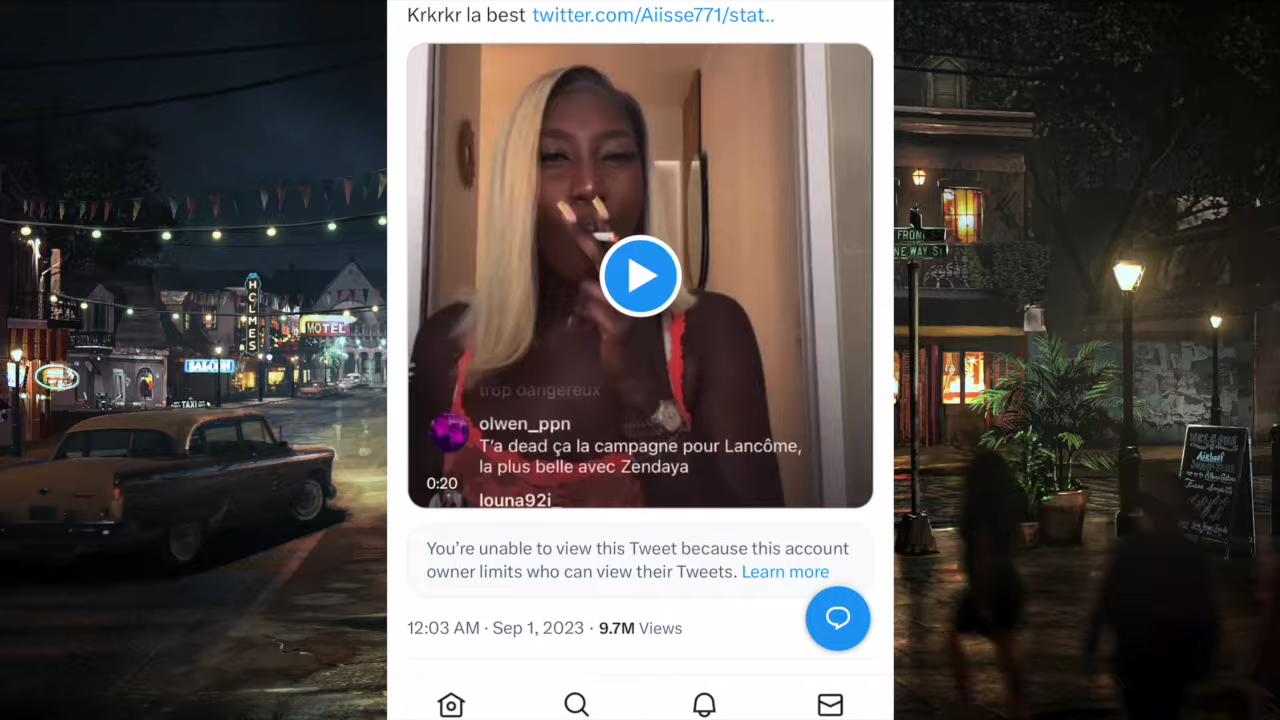 Krkrkr la best twitter.com/Aiisse771/stat..
trop dangereux
olwen_ppn
T'a dead ça la campagne pour Lancôme,
la plus belle avec Zendaya
0:20
louna92i_
You're unable to view this Tweet because this account
owner limits who can view their Tweets. Learn more
12:03 AM · Sep 1, 2023 · 9.7M Views
HOLMES
MOTEL
SALOON
TAXI
FRONT
NE WAY ST
WELCOME